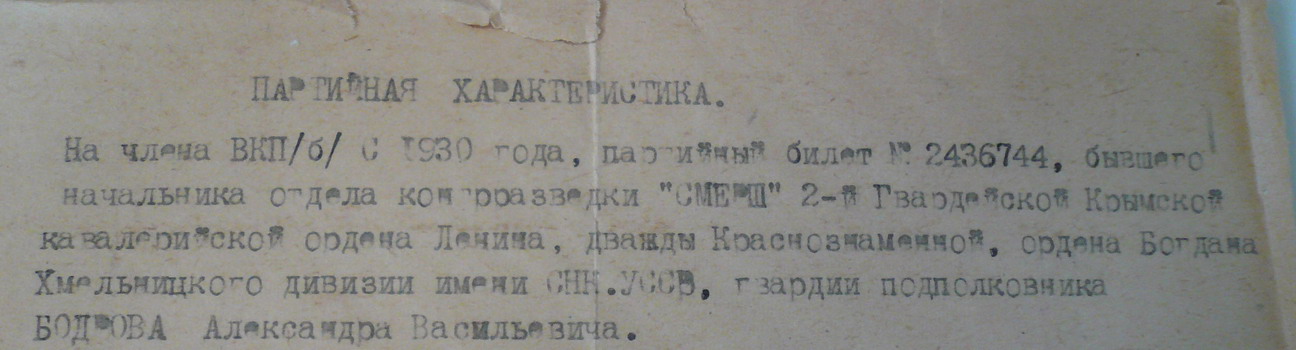 ПАРТИЙНАЯ ХАРАКТЕРИСТИКА.
На члена ВКП/б/ С 1930 года, партийный билет № 2436744, бывшего
начальника отдела контрразведки "СМЕРШ" 2-й Гвардейской Крымской
кавалерийской ордена Ленина, дважды Краснознаменной, ордена Богдана
Хмельницкого дивизии имени СНК.УССВ, гвардии подполковника
БОДРОВА Александра Васильевича.